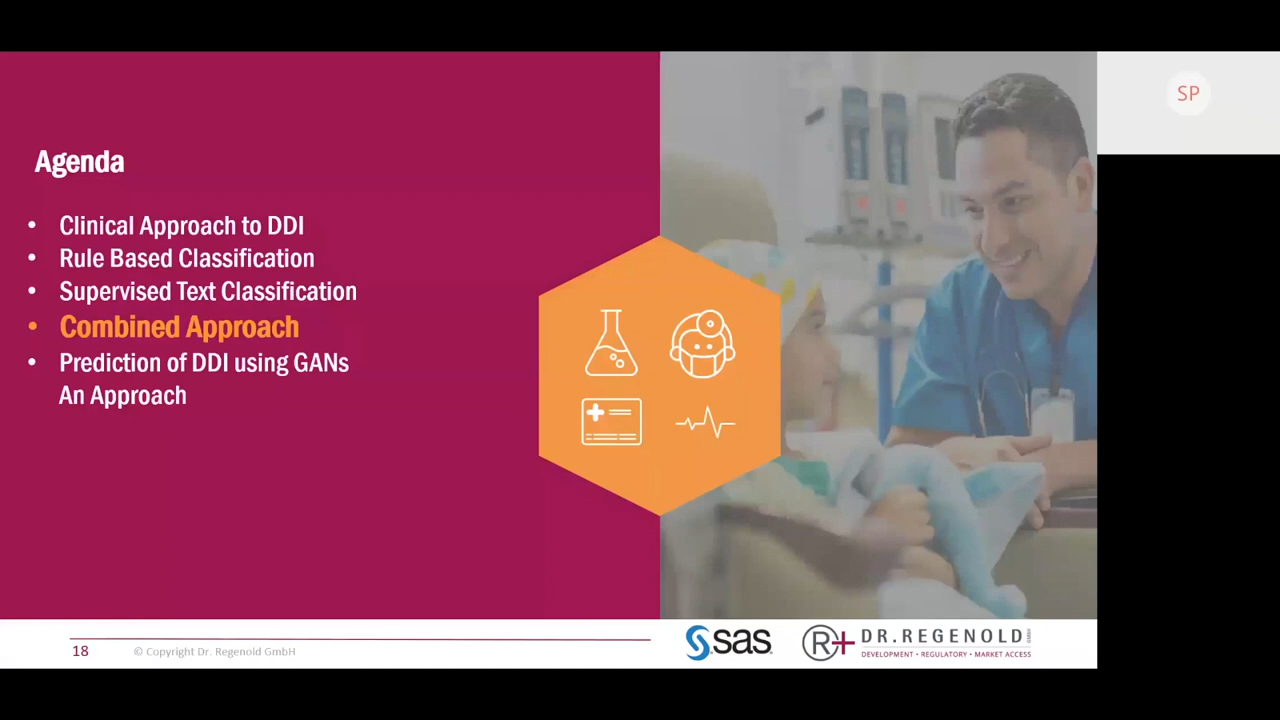 SP
Agenda
• Clinical Approach to DDI
• Rule Based Classification
• Supervised Text Classification
• Combined Approach
• Prediction of DDI using GANs
An Approach
18
© Copyright Dr. Regenold GmbH
sas
R+
DR.REGENOLD GMBH
DEVELOPMENT • REGULATORY • MARKET ACCESS